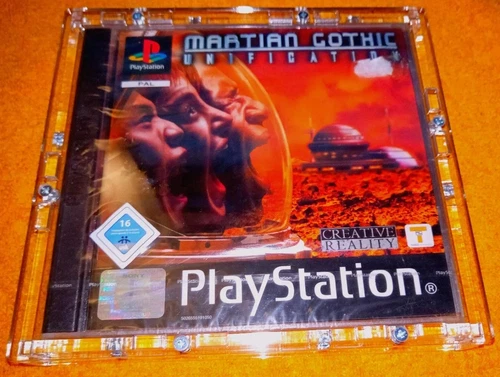 MARTIAN GOTHIC
UNIFICATION
PlayStation
PAL
16
CREATIVE
REALITY
T
PlayStation®